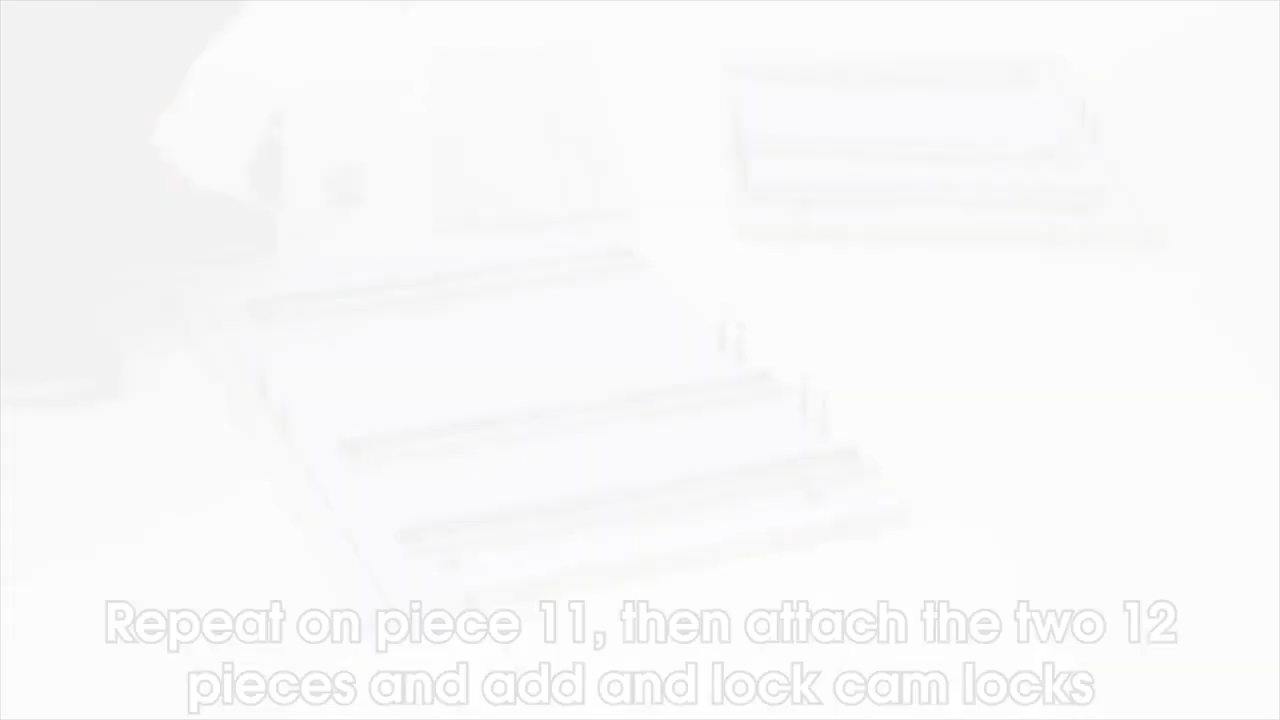 Repeat on piece 11, then attach the two 12
pieces and add and lock cam locks